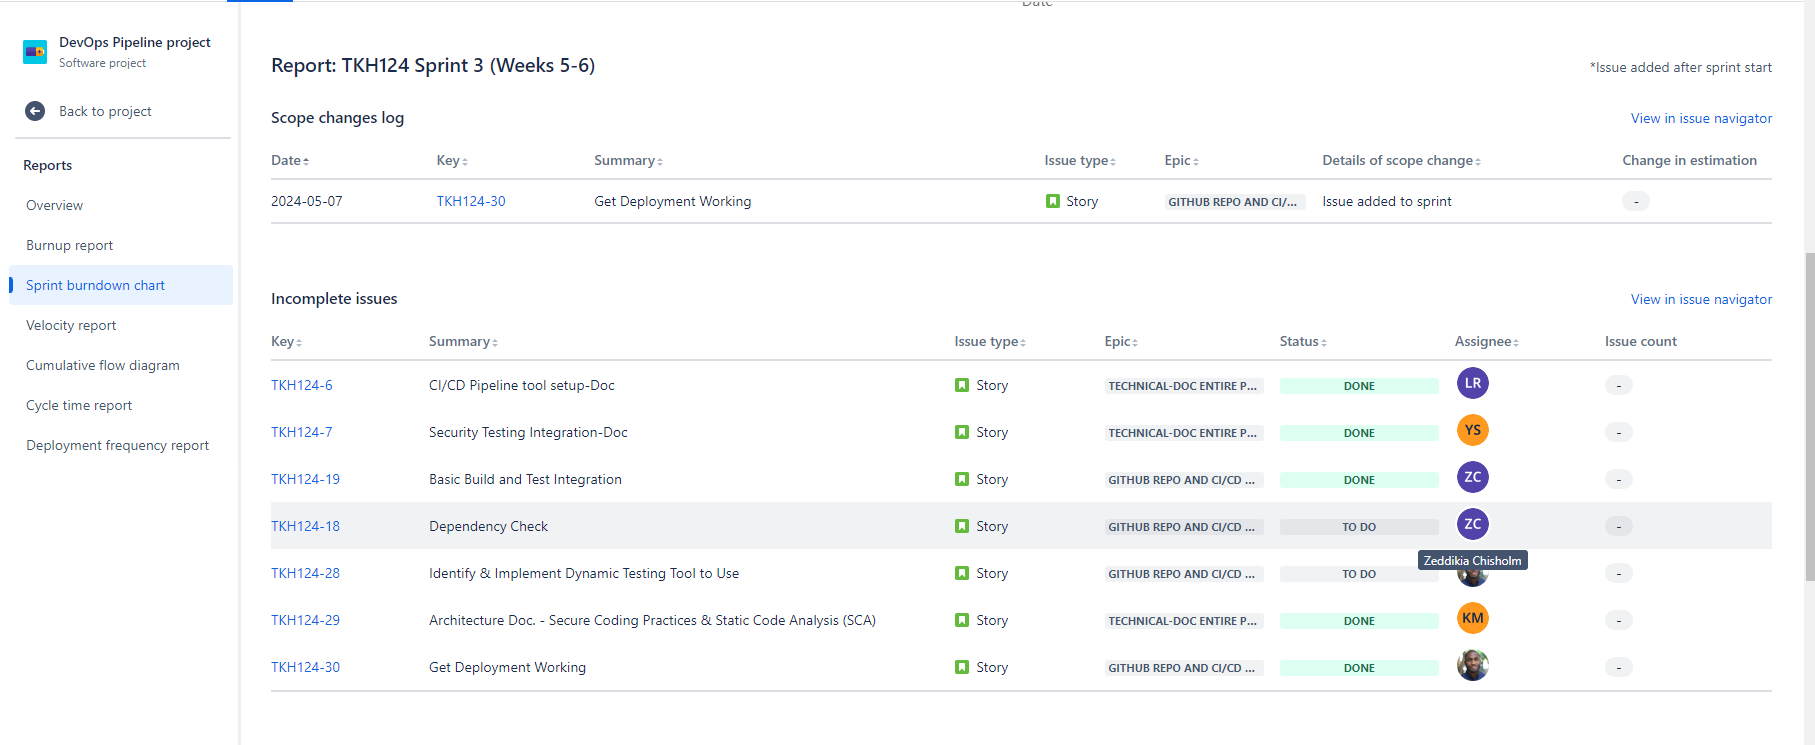 Date
DevOps Pipeline project
Software project
Back to project
Reports
Overview
Burnup report
Sprint burndown chart
Velocity report
Cumulative flow diagram
Cycle time report
Deployment frequency report
Report: TKH124 Sprint 3 (Weeks 5-6)
*Issue added after sprint start
Scope changes log
View in issue navigator
Date Key Summary Issue type Epic Details of scope change Change in estimation
2024-05-07 TKH124-30 Get Deployment Working Story GITHUB REPO AND CI/... Issue added to sprint -
Incomplete issues
View in issue navigator
Key Summary Issue type Epic Status Assignee Issue count
TKH124-6 CI/CD Pipeline tool setup-Doc Story TECHNICAL-DOC ENTIRE P... DONE LR -
TKH124-7 Security Testing Integration-Doc Story TECHNICAL-DOC ENTIRE P... DONE YS -
TKH124-19 Basic Build and Test Integration Story GITHUB REPO AND CI/CD ... DONE ZC -
TKH124-18 Dependency Check Story GITHUB REPO AND CI/CD ... TO DO ZC -
Zeddikia Chisholm
TKH124-28 Identify & Implement Dynamic Testing Tool to Use Story GITHUB REPO AND CI/CD ... TO DO -
TKH124-29 Architecture Doc. - Secure Coding Practices & Static Code Analysis (SCA) Story TECHNICAL-DOC ENTIRE P... DONE KM -
TKH124-30 Get Deployment Working Story GITHUB REPO AND CI/CD ... DONE -